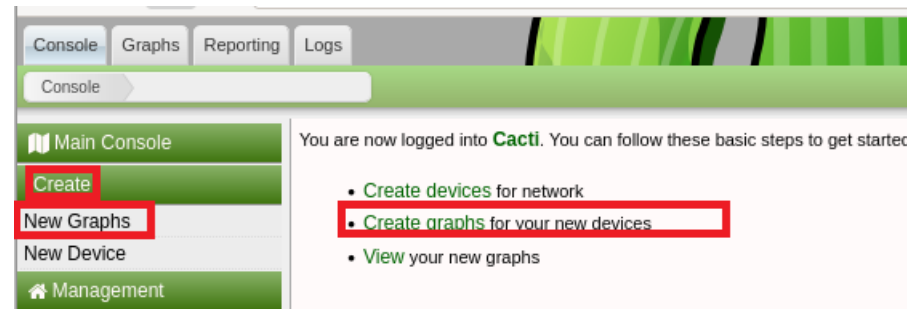 Console Graphs Reporting Logs
Console
Main Console
Create
New Graphs
New Device
Management
You are now logged into Cacti. You can follow these basic steps to get started
Create devices for network
Create graphs for your new devices
View your new graphs